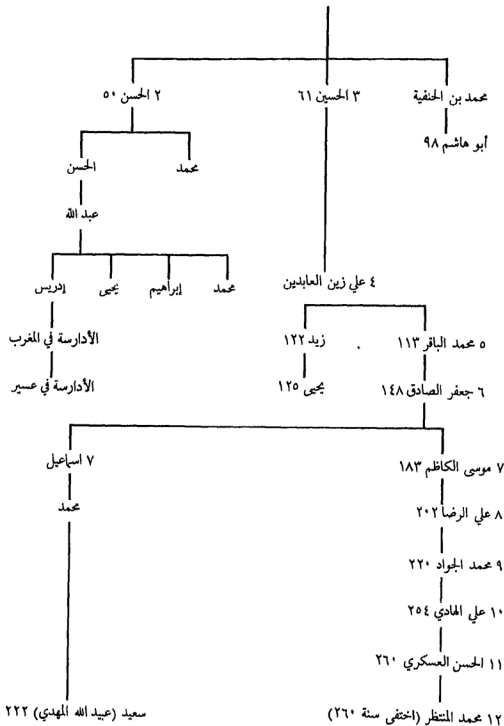 محمد بن الحنفية ٣ الحسين ٦١ ٢ الحسن ٥٠
أبو هاشم ٩٨
محمد الحسن
عبد الله
محمد إبراهيم يحيى إدريس
٤ علي زين العابدين
٥ محمد الباقر ١١٣ زيد ١٢٢ الأدارسة في المغرب
٦ جعفر الصادق ١٤٨ يحيى ١٢٥ الأدارسة في عسير
٧ موسى الكاظم ١٨٣ ٧ اسماعيل
٨ علي الرضا ٢٠٢ محمد
٩ محمد الجواد ٢٢٠
١٠ علي الهادي ٢٥٤
١١ الحسن العسكري ٢٦٠
١٢ محمد المنتظر (اختفى سنة ٢٦٠) سعيد (عبيد الله المهدي) ٢٢٢